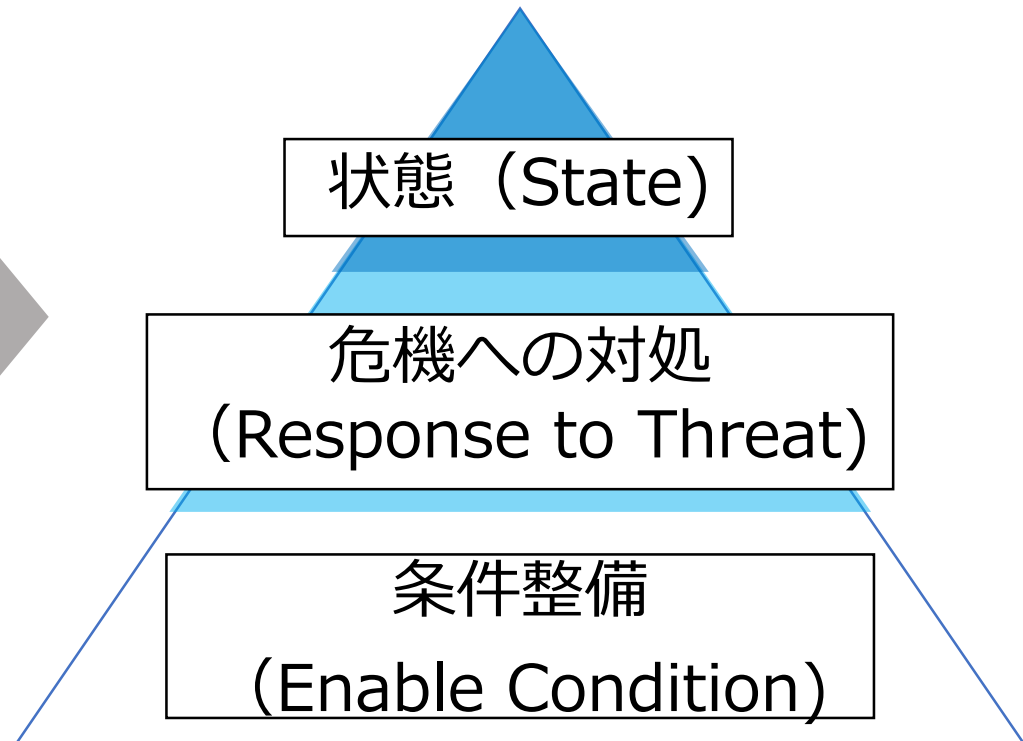 状態（State)
危機への対処
（Response to Threat)
条件整備
（Enable Condition)